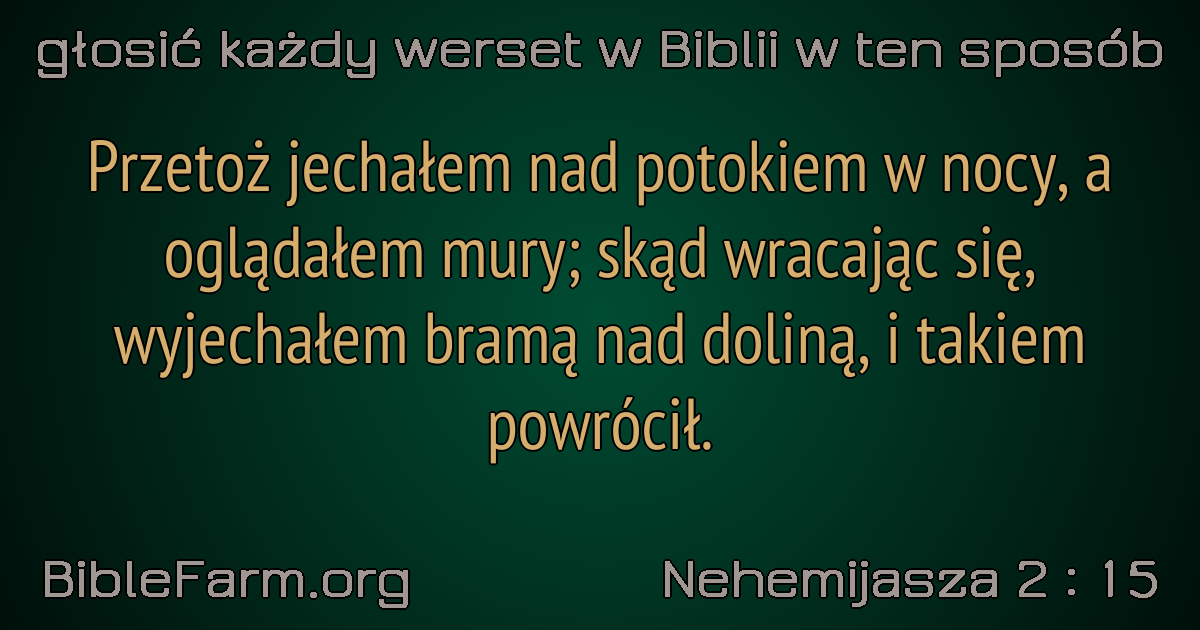 głosić każdy werset w Biblii w ten sposób
Przetoż jechałem nad potokiem w nocy, a
oglądałem mury; skąd wracając się,
wyjechałem bramą nad doliną, i takiem
powrócił.
BibleFarm.org
Nehemijasza 2 : 15